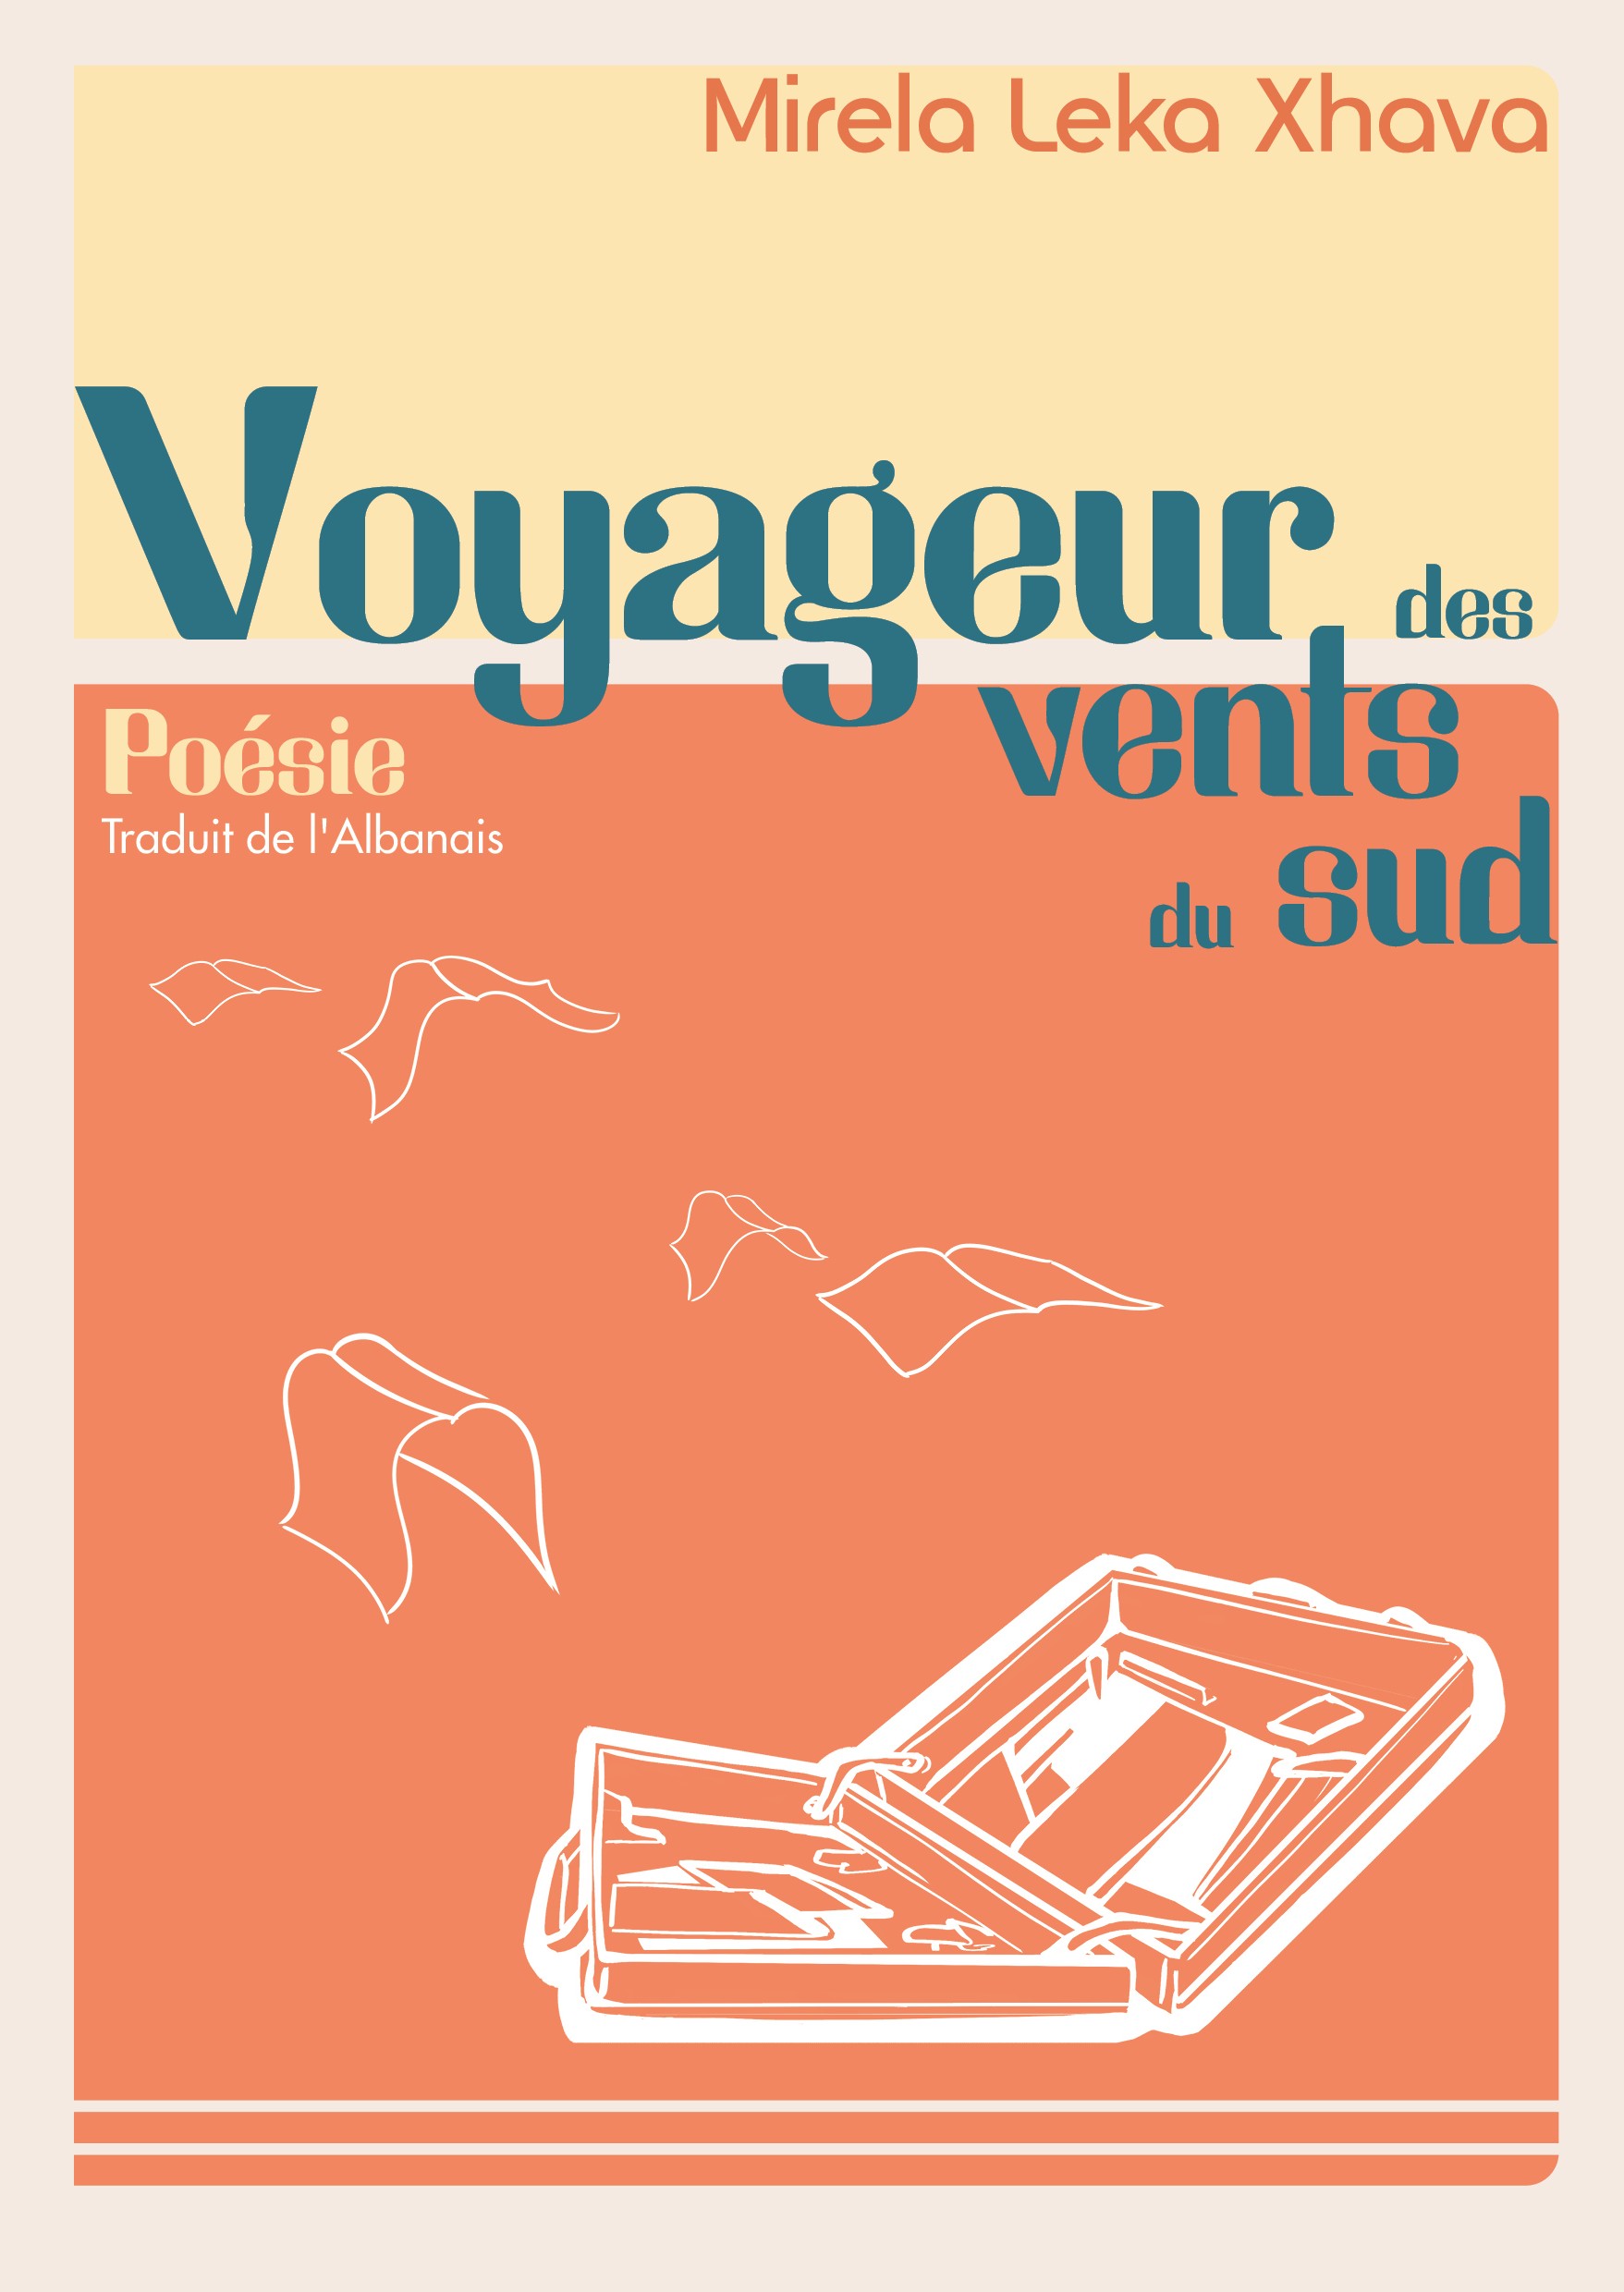 Mirela Leka Xhava
Voyageur des
vents
du sud
Poésie
Traduit de l'Albanais